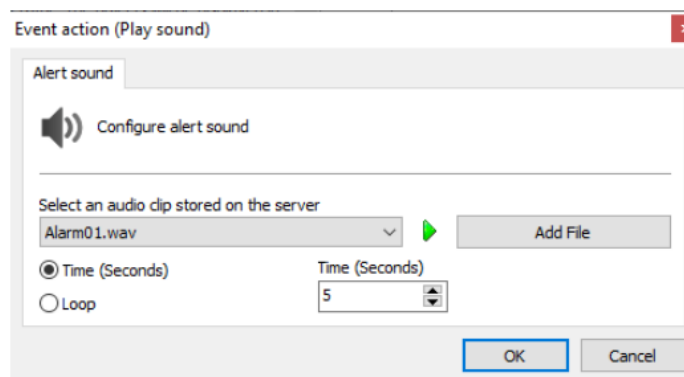 Event action (Play sound)
Alert sound
Configure alert sound
Select an audio clip stored on the server
Alarm01.wav
Add File
Time (Seconds)
Time (Seconds)
Loop
5
OK
Cancel